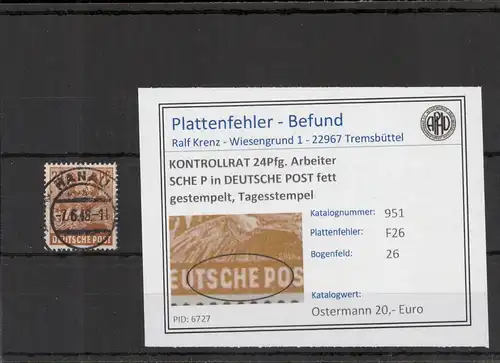 HANAU
-7.6.48-11
DEUTSCHE POST
Plattenfehler - Befund
Ralf Krenz - Wiesengrund 1 - 22967 Tremsbüttel
KONTROLLRAT 24Pfg. Arbeiter
SCHE P in DEUTSCHE POST fett
gestempelt, Tagesstempel
Katalognummer: 951
Plattenfehler: F26
Bogenfeld: 26
EUTSCHE POS
Katalogwert:
Ostermann 20,- Euro
PID: 6727